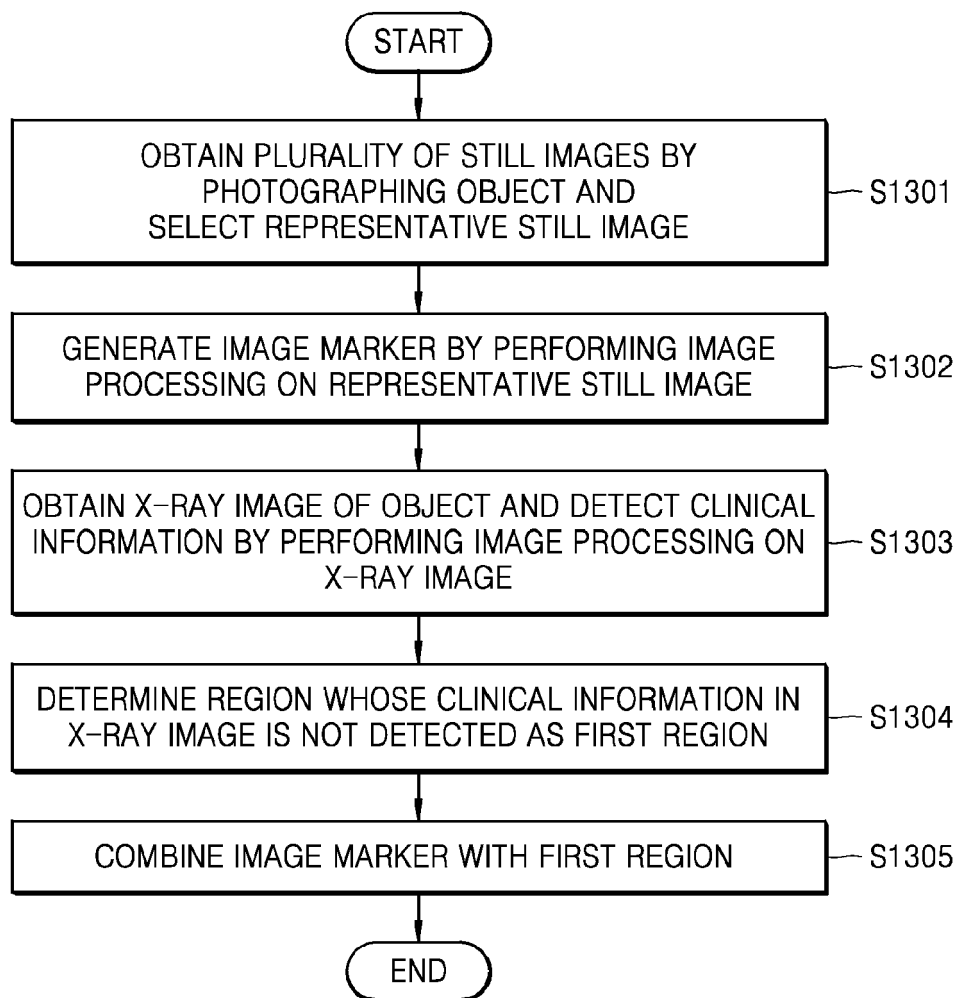 START
OBTAIN PLURALITY OF STILL IMAGES BY
PHOTOGRAPHING OBJECT AND
SELECT REPRESENTATIVE STILL IMAGE
S1301
GENERATE IMAGE MARKER BY PERFORMING IMAGE
PROCESSING ON REPRESENTATIVE STILL IMAGE
S1302
OBTAIN X-RAY IMAGE OF OBJECT AND DETECT CLINICAL
INFORMATION BY PERFORMING IMAGE PROCESSING ON
X-RAY IMAGE
S1303
DETERMINE REGION WHOSE CLINICAL INFORMATION IN
X-RAY IMAGE IS NOT DETECTED AS FIRST REGION
S1304
COMBINE IMAGE MARKER WITH FIRST REGION
S1305
END